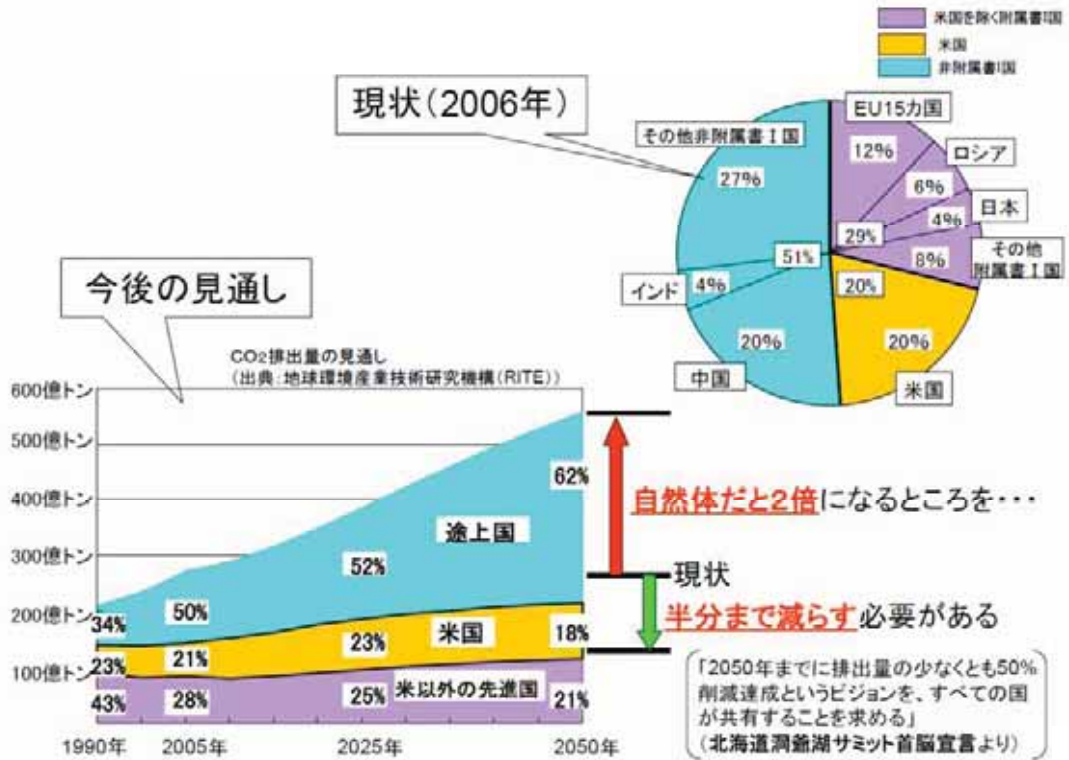 米国を除く附属書I国
米国
非附属書I国
現状(2006年)
その他非附属書Ⅰ国
27%
EU15カ国
12%
ロシア
6%
日本
4%
その他
附属書Ⅰ国
8%
29%
51%
20%
インド
4%
20%
中国
20%
米国
今後の見通し
CO2排出量の見通し
(出典:地球環境産業技術研究機構(RITE))
600億トン
500億トン
400億トン
300億トン
200億トン
100億トン
62%
途上国
52%
50%
34%
米国
18%
23%
21%
23%
米以外の先進国
21%
25%
28%
43%
1990年 2005年 2025年 2050年
自然体だと2倍になるところを・・・
現状
半分まで減らす必要がある
「2050年までに排出量の少なくとも50%
削減達成というビジョンを、すべての国
が共有することを求める」
(北海道洞爺湖サミット首脳宣言より)